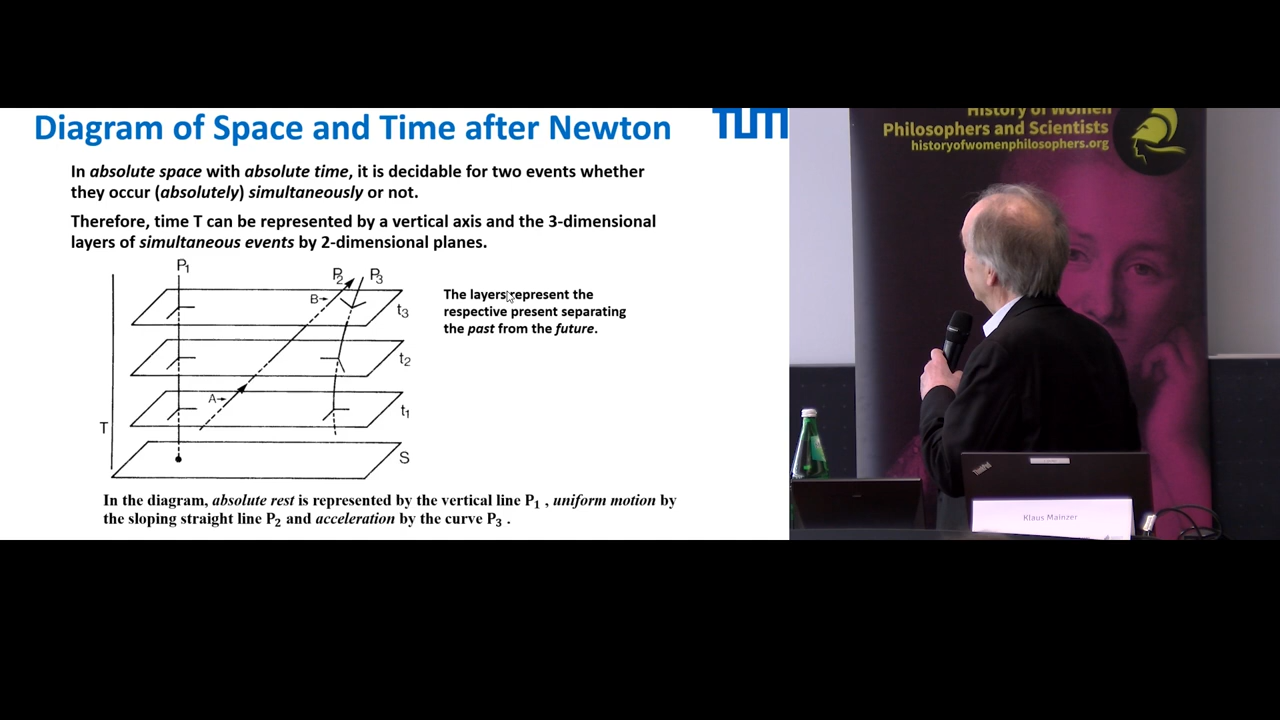 Diagram of Space and Time after Newton
TUM
In absolute space with absolute time, it is decidable for two events whether
they occur (absolutely) simultaneously or not.
Therefore, time T can be represented by a vertical axis and the 3-dimensional
layers of simultaneous events by 2-dimensional planes.
P1
P2
P3
B
t3
t2
A
t1
T
S
The layers represent the
respective present separating
the past from the future.
In the diagram, absolute rest is represented by the vertical line P1 , uniform motion by
the sloping straight line P2 and acceleration by the curve P3 .
History of Women
Philosophers and Scientists
historyofwomenphilosophers.org
ThinkPad
Klaus Mainzer